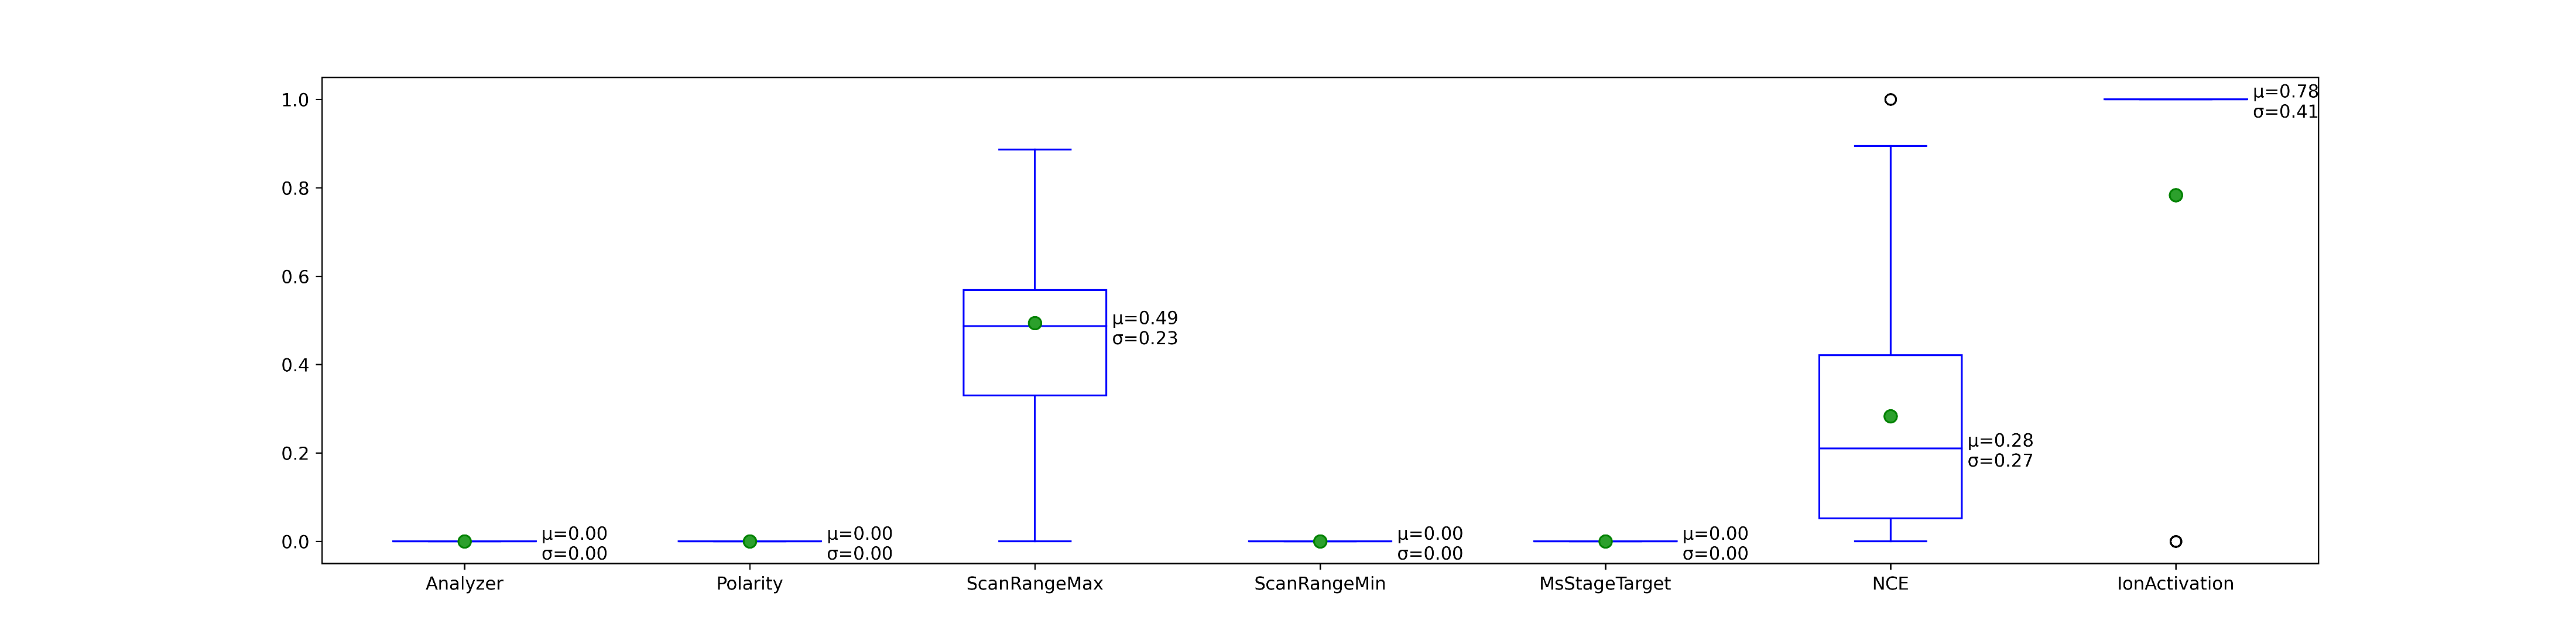 1.0
0.8
0.6
0.4
0.2
0.0
μ=0.00
σ=0.00
μ=0.00
σ=0.00
μ=0.49
σ=0.23
μ=0.00
σ=0.00
μ=0.00
σ=0.00
μ=0.28
σ=0.27
μ=0.78
σ=0.41
Analyzer
Polarity
ScanRangeMax
ScanRangeMin
MsStageTarget
NCE
IonActivation